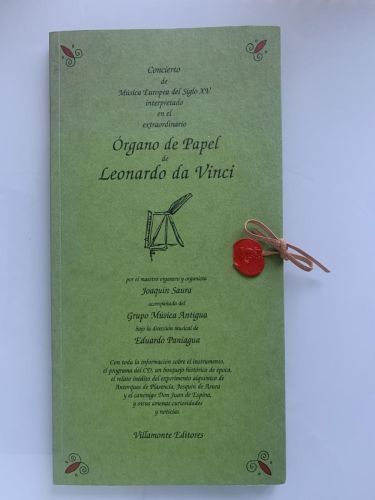 Concierto
de
Música Europea del Siglo XV
interpretado
en el
extraordinario
Órgano de Papel
de
Leonardo da Vinci
por el maestro organero y organista
Joaquín Saura
acompañado del
Grupo Música Antigua
bajo la dirección musical de
Eduardo Paniagua
Con toda la información sobre el instrumento,
el programa del CD, un bosquejo histórico de época,
el relato inédito del experimento alquímico de
Anterques de Plasencia, Joaquín de Azara
y el canónigo Don Juan de Espina,
y otras amenas curiosidades
y noticias.
Villamonte Editores